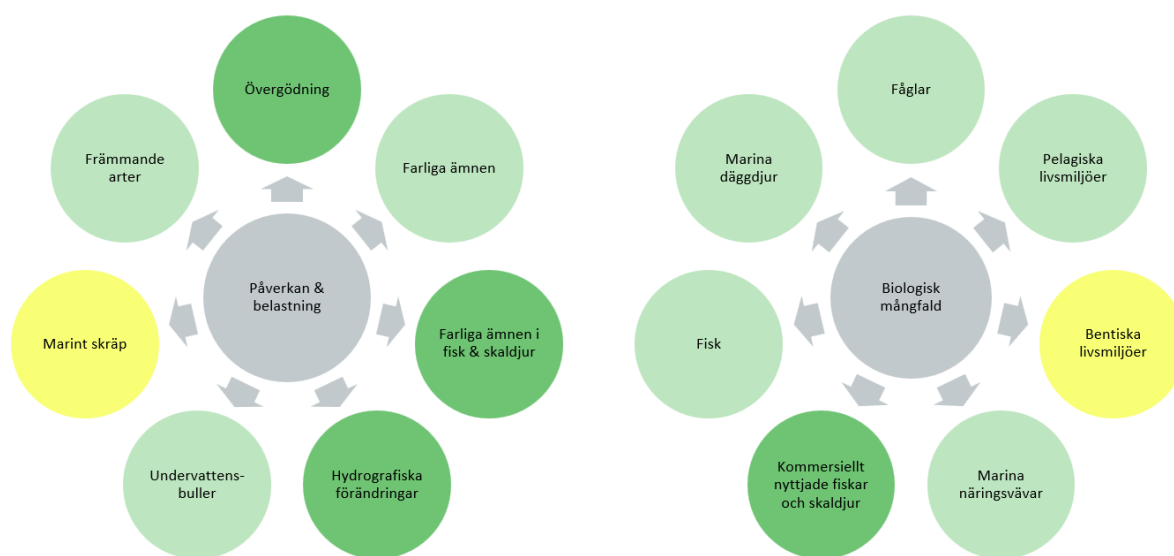 Övergödning
Farliga ämnen
Farliga ämnen i
fisk & skaldjur
Hydrografiska
förändringar
Undervattens-
buller
Marint skräp
Främmande
arter
Påverkan &
belastning
Fåglar
Pelagiska
livsmiljöer
Bentiska
livsmiljöer
Marina
näringsvävar
Kommersiellt
nyttjade fiskar
och skaldjur
Fisk
Marina
däggdjur
Biologisk
mångfald